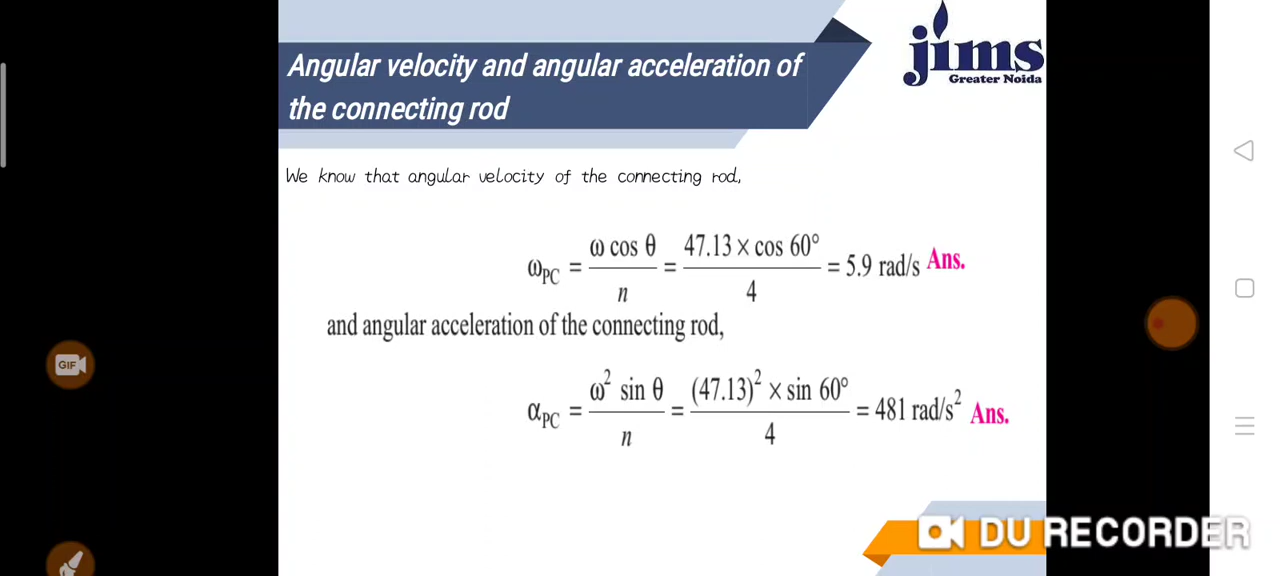 jims
Greater Noida
Angular velocity and angular acceleration of
the connecting rod
We know that angular velocity of the connecting rod,
ω_PC = (ω cos θ)/n = (47.13 × cos 60°)/4 = 5.9 rad/s Ans.
and angular acceleration of the connecting rod,
α_PC = (ω² sin θ)/n = ((47.13)² × sin 60°)/4 = 481 rad/s² Ans.
GIF
DU RECORDER